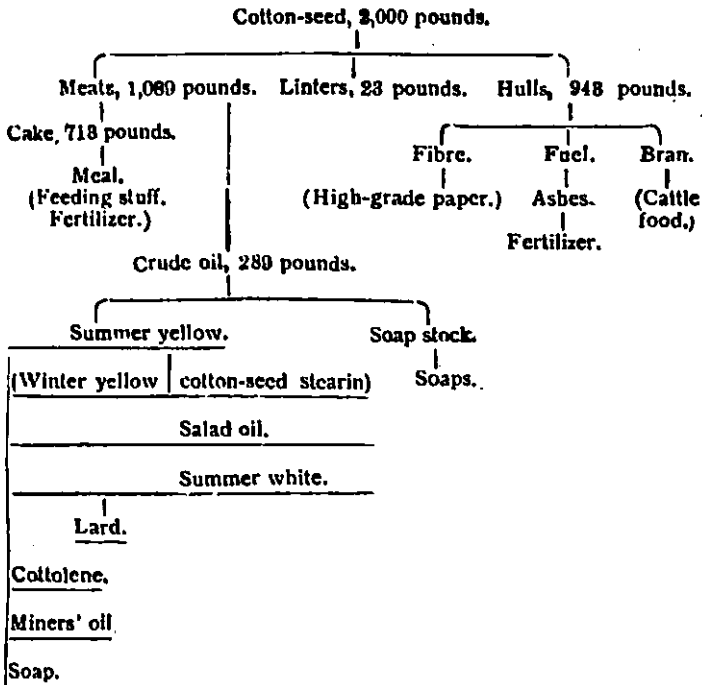 Cotton-seed, 2,000 pounds.
Meats, 1,089 pounds. Linters, 23 pounds. Hulls, 948 pounds.
Cake, 713 pounds.
Fibre. Fuel. Bran.
Meal. (High-grade paper.) Ashes. (Cattle
(Feeding stuff. food.)
Fertilizer.) Fertilizer.
Crude oil, 289 pounds.
Summer yellow. Soap stock.
(Winter yellow cotton-seed stearin) Soaps.
Salad oil.
Summer white.
Lard.
Cottolene.
Miners' oil
Soap.